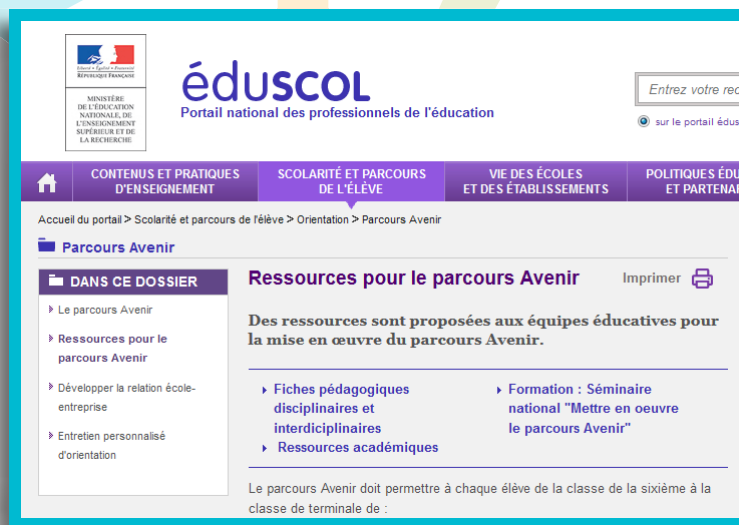 Liberté • Égalité • Fraternité
RÉPUBLIQUE FRANÇAISE
MINISTÈRE
DE L'ÉDUCATION
NATIONALE, DE
L'ENSEIGNEMENT
SUPÉRIEUR ET DE
LA RECHERCHE
éduSCOL
Portail national des professionnels de l'éducation
Entrez votre rec
sur le portail édus
CONTENUS ET PRATIQUES
D'ENSEIGNEMENT
SCOLARITÉ ET PARCOURS
DE L'ÉLÈVE
VIE DES ÉCOLES
ET DES ÉTABLISSEMENTS
POLITIQUES ÉDU
ET PARTENA
Accueil du portail > Scolarité et parcours de l'élève > Orientation > Parcours Avenir
Parcours Avenir
DANS CE DOSSIER
Le parcours Avenir
Ressources pour le
parcours Avenir
Développer la relation école-
entreprise
Entretien personnalisé
d'orientation
Ressources pour le parcours Avenir
Imprimer
Des ressources sont proposées aux équipes éducatives pour
la mise en œuvre du parcours Avenir.
Fiches pédagogiques
disciplinaires et
interdiciplinaires
Ressources académiques
Formation : Séminaire
national "Mettre en oeuvre
le parcours Avenir"
Le parcours Avenir doit permettre à chaque élève de la classe de la sixième à la
classe de terminale de :